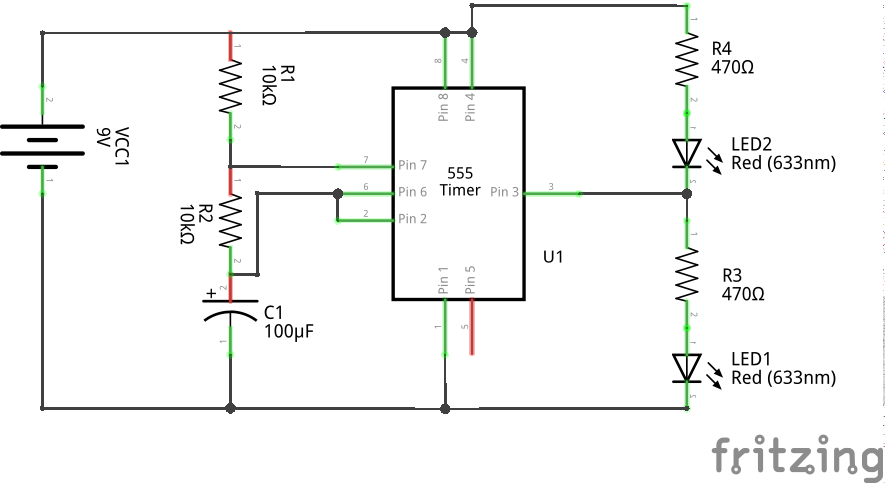 1
R4
470Ω
2
8
4
1
R1
10kΩ
2
2
VCC1
9V
1
Pin 8
Pin 4
LED2
Red (633nm)
7
Pin 7
555
Timer
1
6
Pin 6
Pin 3
3
R2
10kΩ
2
Pin 2
2
1
R3
470Ω
2
U1
Pin 1
Pin 5
2
+
C1
100µF
1
1
5
LED1
Red (633nm)
fritzing